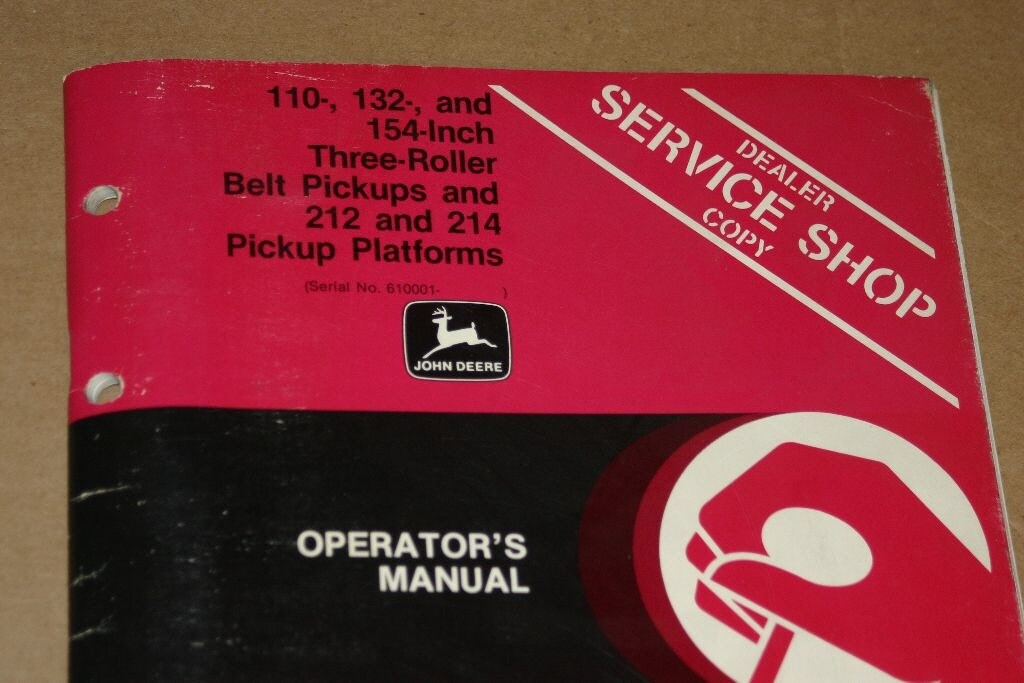 110-, 132-, and
154-Inch
Three-Roller
Belt Pickups and
212 and 214
Pickup Platforms
(Serial No. 610001-          )
JOHN DEERE
DEALER
SERVICE SHOP
COPY
OPERATOR'S
MANUAL